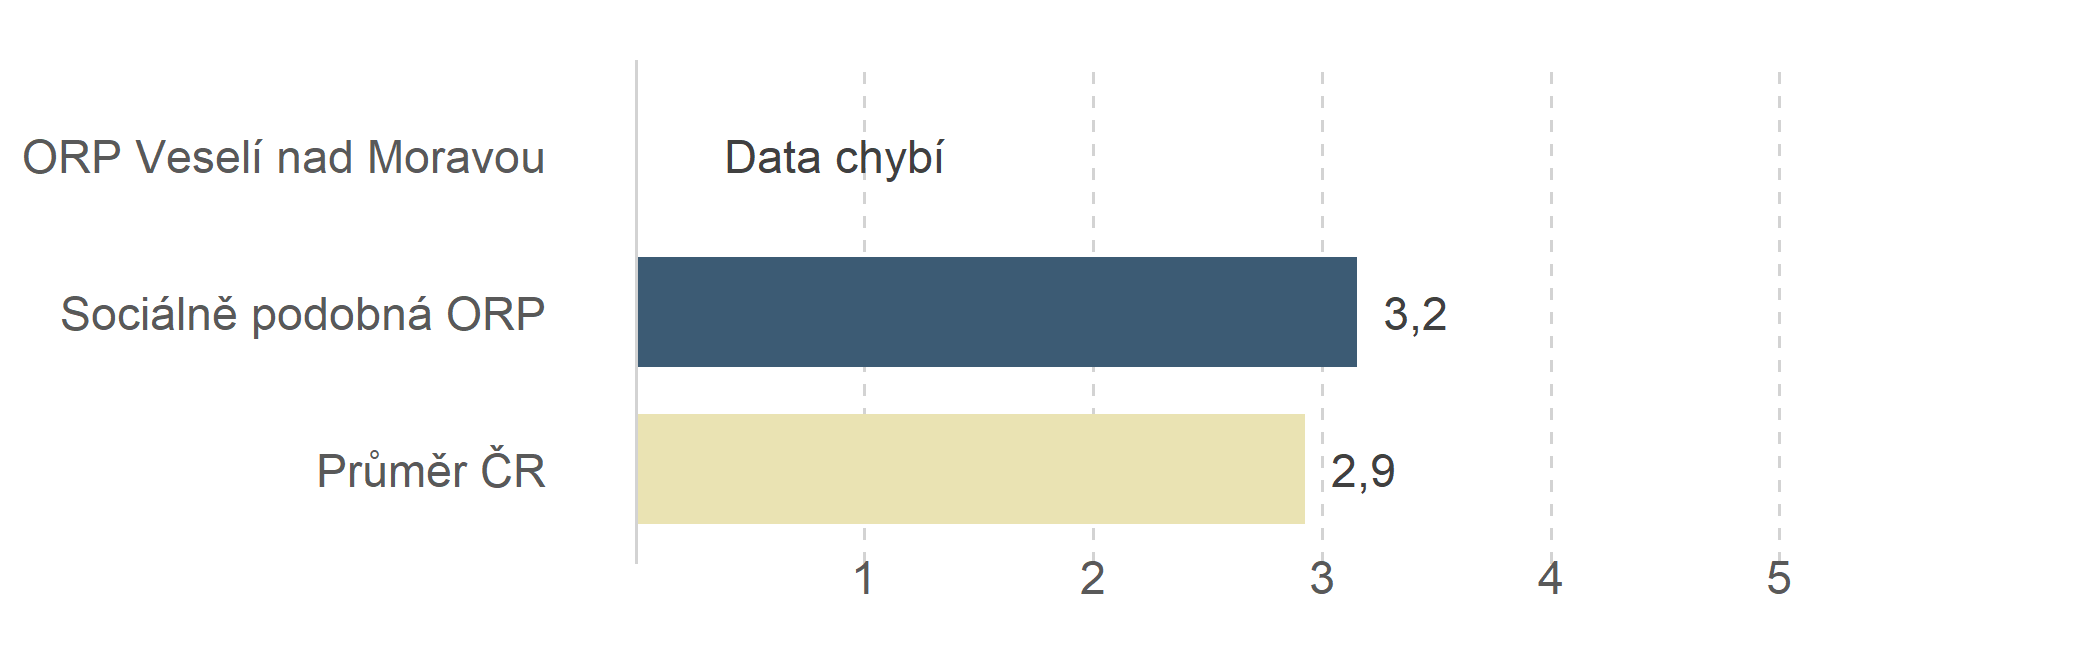 ORP Veselí nad Moravou Data chybí
Sociálně podobná ORP 3,2
Průměr ČR 2,9
1 2 3 4 5